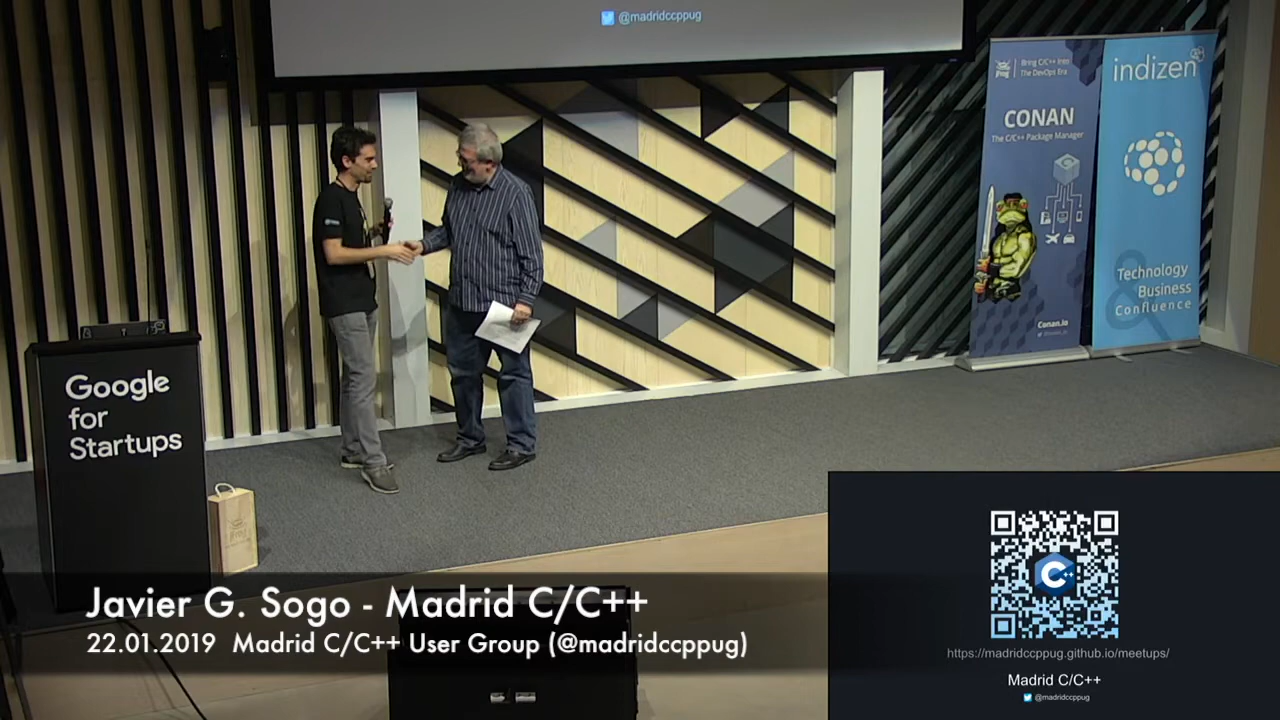 @madridccppug
Bring C/C++ Into
The DevOps Era
CONAN
The C/C++ Package Manager
Conan.io
indizen
Technology
Business
Confluence
Google
for
Startups
Javier G. Sogo - Madrid C/C++
22.01.2019 Madrid C/C++ User Group (@madridccppug)
C++
https://madridccppug.github.io/meetups/
Madrid C/C++
@madridccppug